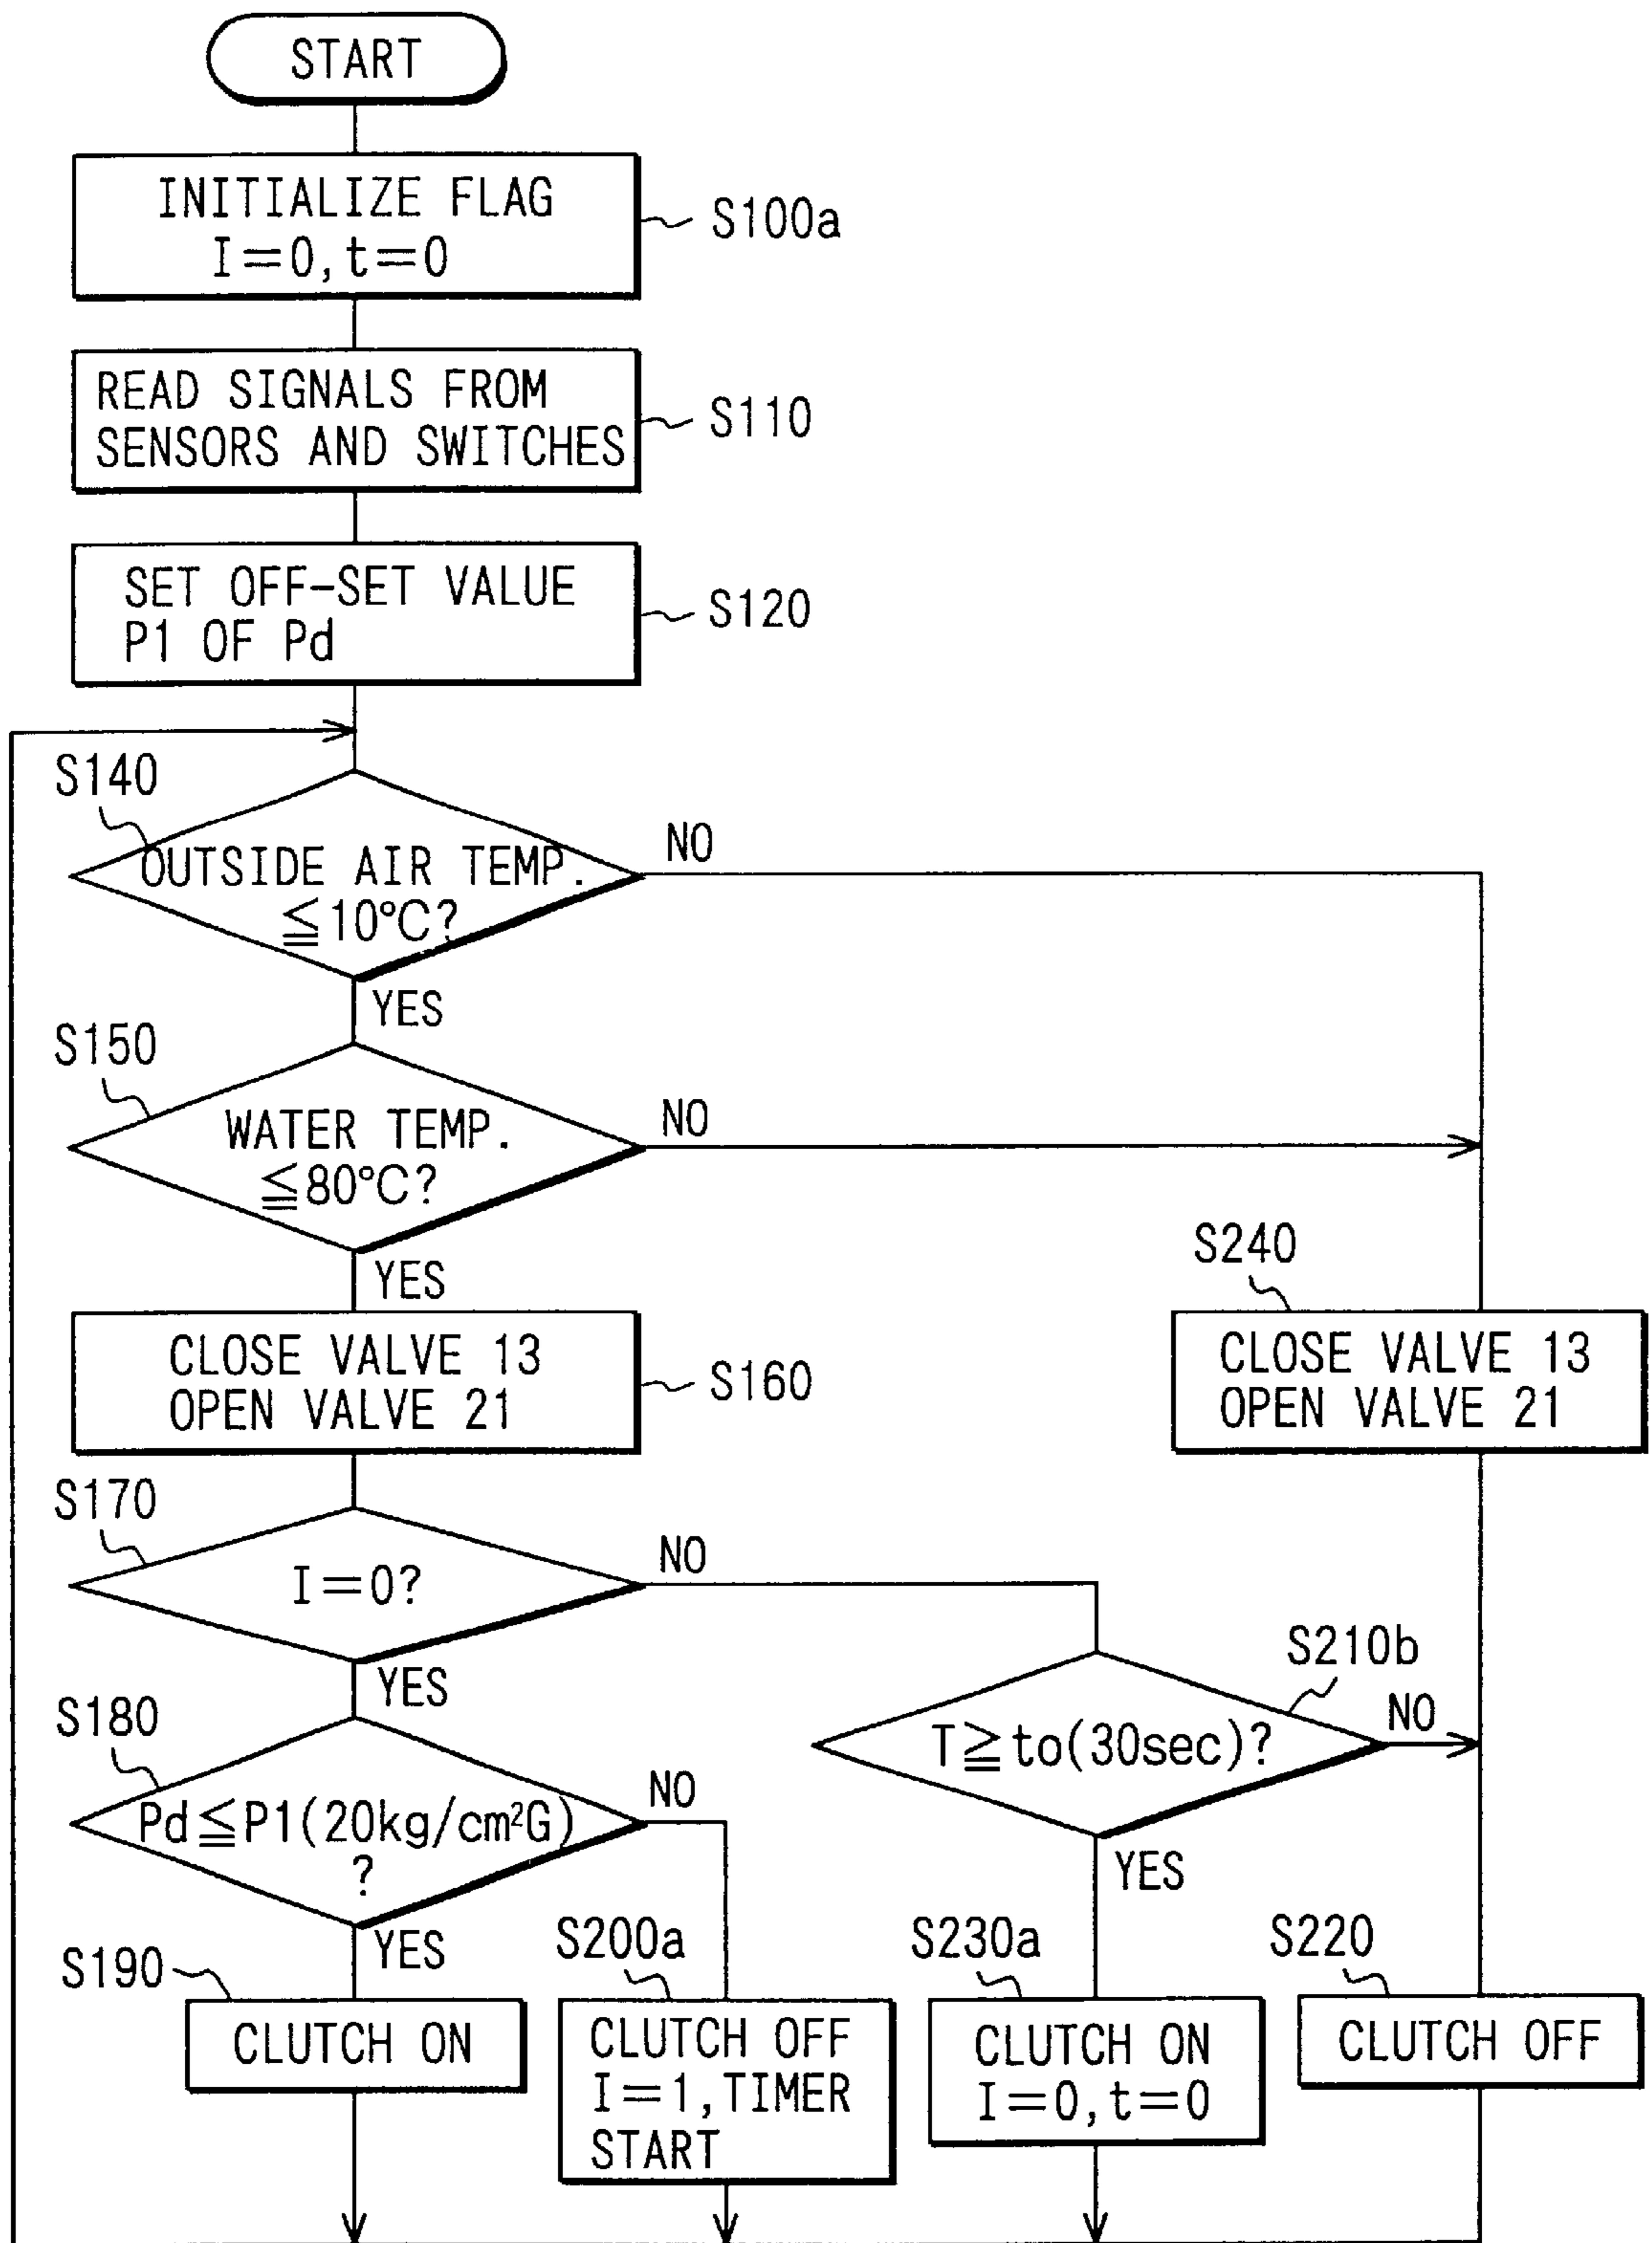 START
INITIALIZE FLAG
I=0, t=0
S100a
READ SIGNALS FROM
SENSORS AND SWITCHES
S110
SET OFF-SET VALUE
P1 OF Pd
S120
S140
OUTSIDE AIR TEMP.
≦10°C?
NO
YES
S150
WATER TEMP.
≦80°C?
NO
YES
CLOSE VALVE 13
OPEN VALVE 21
S160
S240
CLOSE VALVE 13
OPEN VALVE 21
S170
I=0?
NO
YES
S210b
T≧to(30sec)?
NO
YES
S180
Pd≦P1(20kg/cm²G)
?
NO
YES
S190
CLUTCH ON
S200a
CLUTCH OFF
I=1, TIMER
START
S230a
CLUTCH ON
I=0, t=0
S220
CLUTCH OFF